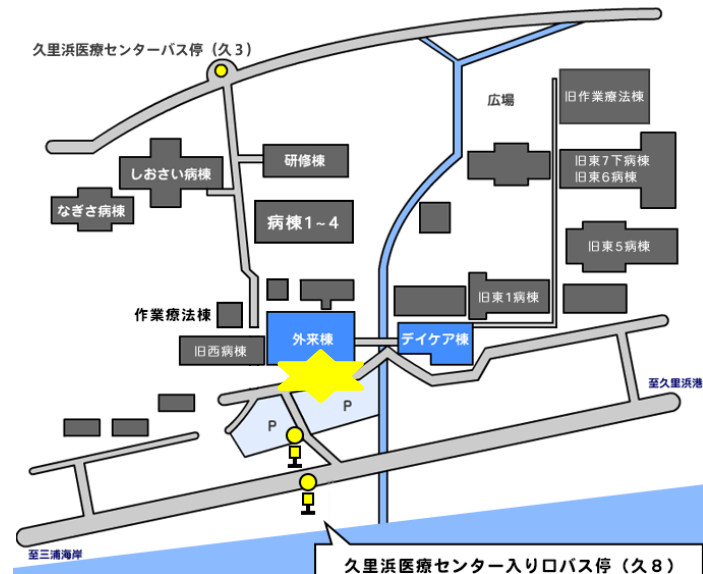 久里浜医療センターバス停（久３）
広場
旧作業療法棟
研修棟
しおさい病棟
旧東７下病棟
旧東６病棟
なぎさ病棟
病棟１~４
旧東５病棟
旧東１病棟
作業療法棟
外来棟
デイケア棟
旧西病棟
至久里浜港
P
P
至三浦海岸
久里浜医療センター入り口バス停（久８）